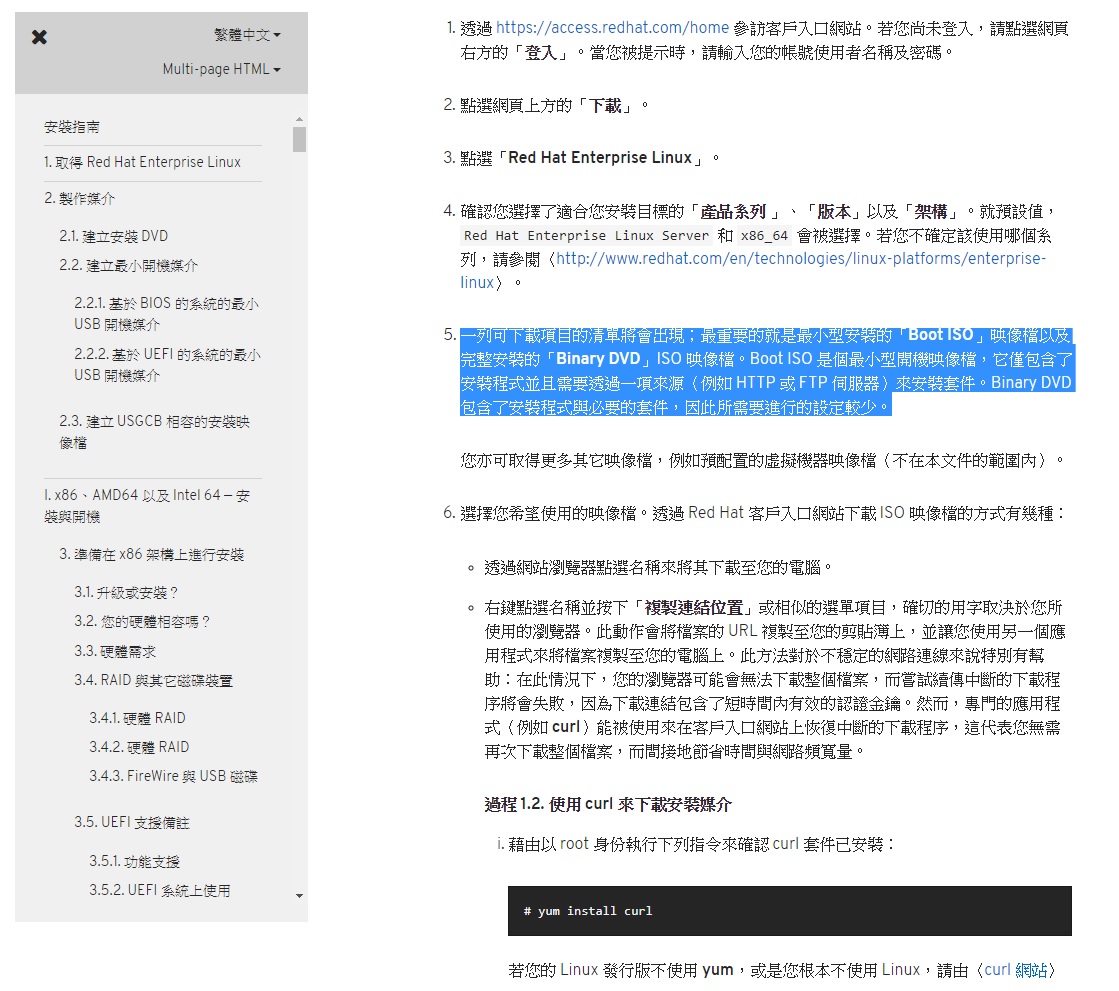 ✖
繁體中文
Multi-page HTML
安裝指南
1. 取得 Red Hat Enterprise Linux
2. 製作媒介
2.1. 建立安裝 DVD
2.2. 建立最小開機媒介
2.2.1. 基於 BIOS 的系統的最小
USB 開機媒介
2.2.2. 基於 UEFI 的系統的最小
USB 開機媒介
2.3. 建立 USGCB 相容的安裝映
像檔
I. x86、AMD64 以及 Intel 64 — 安
裝與開機
3. 準備在 x86 架構上進行安裝
3.1. 升級或安裝？
3.2. 您的硬體相容嗎？
3.3. 硬體需求
3.4. RAID 與其它磁碟裝置
3.4.1. 硬體 RAID
3.4.2. 硬體 RAID
3.4.3. FireWire 與 USB 磁碟
3.5. UEFI 支援備註
3.5.1. 功能支援
3.5.2. UEFI 系統上使用
1. 透過 https://access.redhat.com/home 參訪客戶入口網站。若您尚未登入，請點選網頁
右方的「登入」。當您被提示時，請輸入您的帳號使用者名稱及密碼。
2. 點選網頁上方的「下載」。
3. 點選「Red Hat Enterprise Linux」。
4. 確認您選擇了適合您安裝目標的「產品系列 」、「版本」以及「架構」。就預設值，
Red Hat Enterprise Linux Server 和 x86_64 會被選擇。若您不確定該使用哪個系
列，請參閱〈http://www.redhat.com/en/technologies/linux-platforms/enterprise-
linux〉。
5. 一列可下載項目的清單將會出現；最重要的就是最小型安裝的「Boot ISO」映像檔以及
完整安裝的「Binary DVD」ISO 映像檔。Boot ISO 是個最小型開機映像檔，它僅包含了
安裝程式並且需要透過一項來源（例如 HTTP 或 FTP 伺服器）來安裝套件。Binary DVD
包含了安裝程式與必要的套件，因此所需要進行的設定較少。
您亦可取得更多其它映像檔，例如預配置的虛擬機器映像檔（不在本文件的範圍內）。
6. 選擇您希望使用的映像檔。透過 Red Hat 客戶入口網站下載 ISO 映像檔的方式有幾種：
透過網站瀏覽器點選名稱來將其下載至您的電腦。
右鍵點選名稱並按下「複製連結位置」或相似的選單項目，確切的用字取決於您所
使用的瀏覽器。此動作會將檔案的 URL 複製至您的剪貼簿上，並讓您使用另一個應
用程式來將檔案複製至您的電腦上。此方法對於不穩定的網路連線來說特別有幫
助：在此情況下，您的瀏覽器可能會無法下載整個檔案，而嘗試續傳中斷的下載程
序將會失敗，因為下載連結包含了短時間內有效的認證金鑰。然而，專門的應用程
式（例如 curl）能被使用來在客戶入口網站上恢復中斷的下載程序，這代表您無需
再次下載整個檔案，而間接地節省時間與網路頻寬量。
過程 1.2. 使用 curl 來下載安裝媒介
i. 藉由以 root 身份執行下列指令來確認 curl 套件已安裝：
# yum install curl
若您的 Linux 發行版不使用 yum，或是您根本不使用 Linux，請由〈curl 網站〉